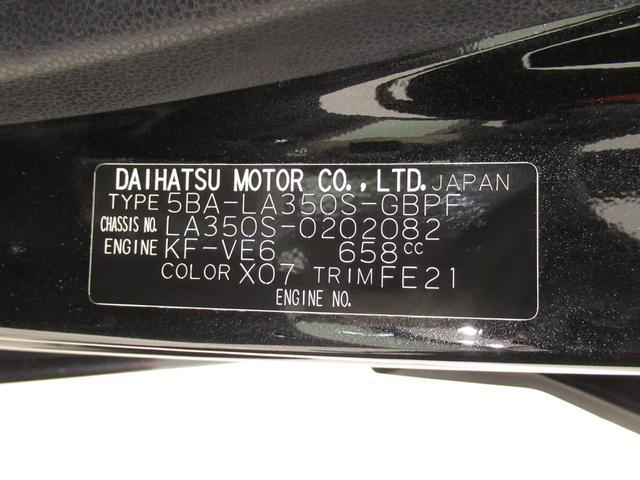 DAIHATSU MOTOR CO., LTD. JAPAN
TYPE 5BA-LA350S-GBPF
CHASSIS NO. LA350S-0202082
ENGINE KF-VE6 658cc
COLOR X07 TRIM FE21
ENGINE NO.